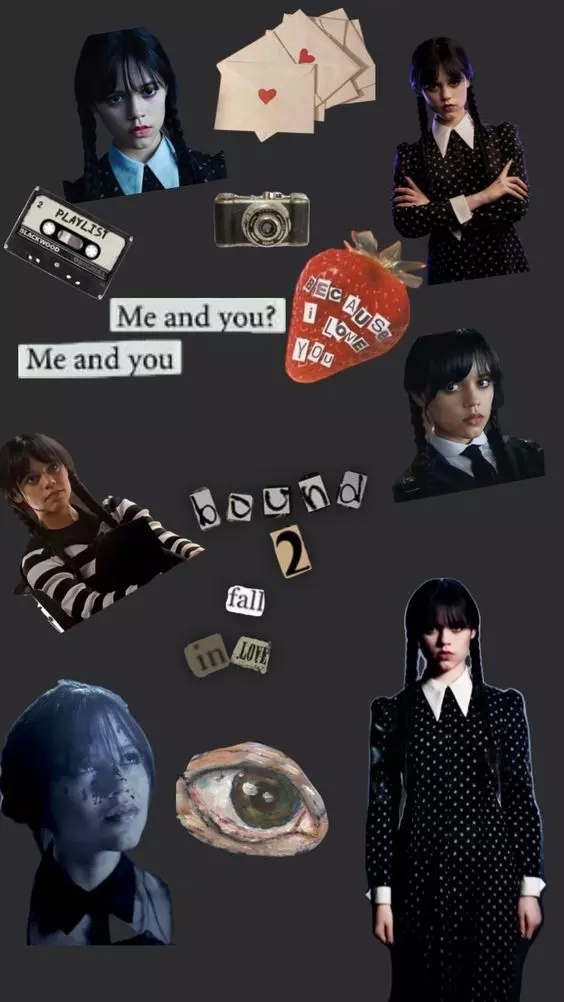 2 PLAYLIST
BLACKWOOD
Me and you?
Me and you
BECAUSE
i LOVE
YOU
bound
2
fall
in LOVE